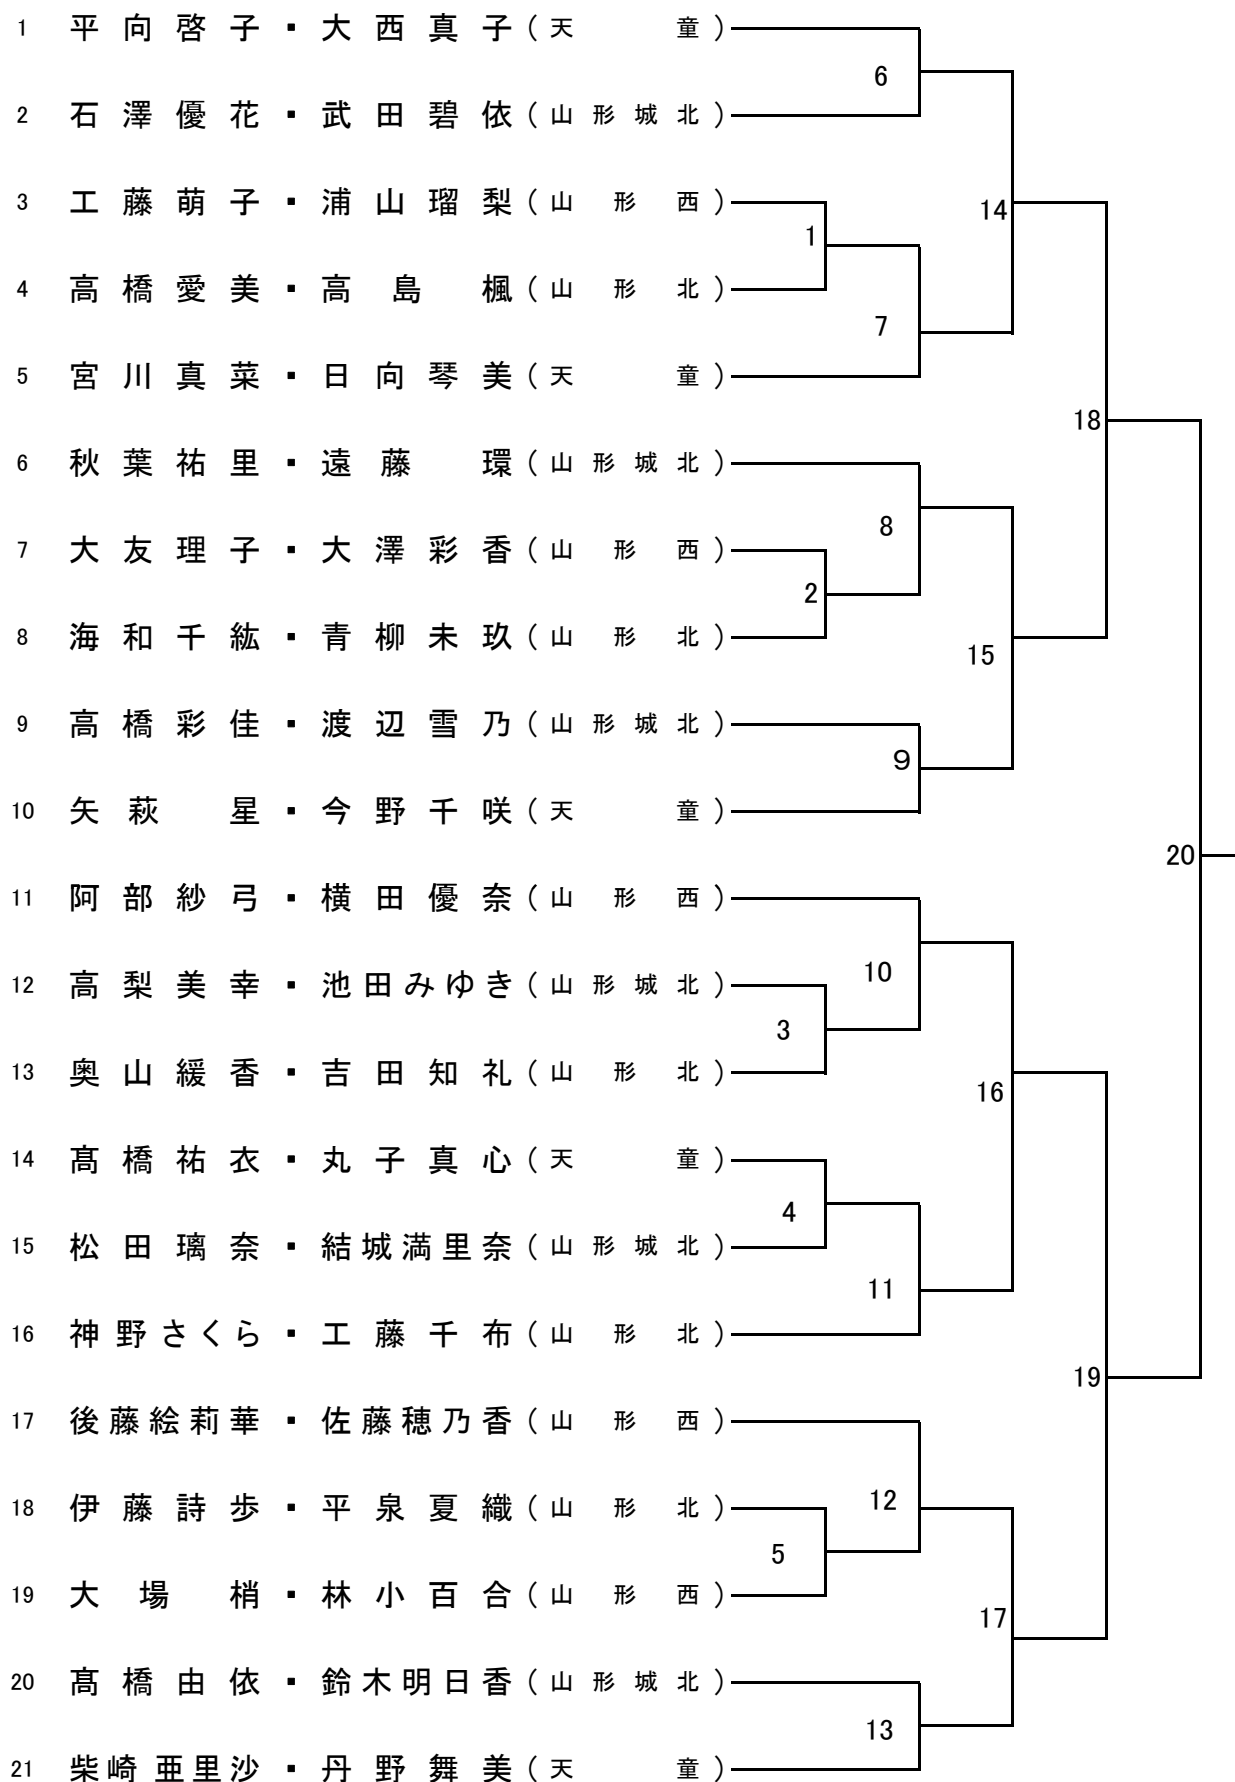 1 平向啓子・大西真子(天童)
6
2 石澤優花・武田碧依(山形城北)
3 工藤萌子・浦山瑠梨(山形西)
14
1
4 高橋愛美・高島楓(山形北)
7
5 宮川真菜・日向琴美(天童)
18
6 秋葉祐里・遠藤環(山形城北)
8
7 大友理子・大澤彩香(山形西)
2
8 海和千紘・青柳未玖(山形北)
15
9 高橋彩佳・渡辺雪乃(山形城北)
9
10 矢萩星・今野千咲(天童)
20
11 阿部紗弓・横田優奈(山形西)
10
12 高梨美幸・池田みゆき(山形城北)
3
13 奥山緩香・吉田知礼(山形北)
16
14 髙橋祐衣・丸子真心(天童)
4
15 松田璃奈・結城満里奈(山形城北)
11
16 神野さくら・工藤千布(山形北)
19
17 後藤絵莉華・佐藤穂乃香(山形西)
12
18 伊藤詩歩・平泉夏織(山形北)
5
19 大場梢・林小百合(山形西)
17
20 髙橋由依・鈴木明日香(山形城北)
13
21 柴崎亜里沙・丹野舞美(天童)